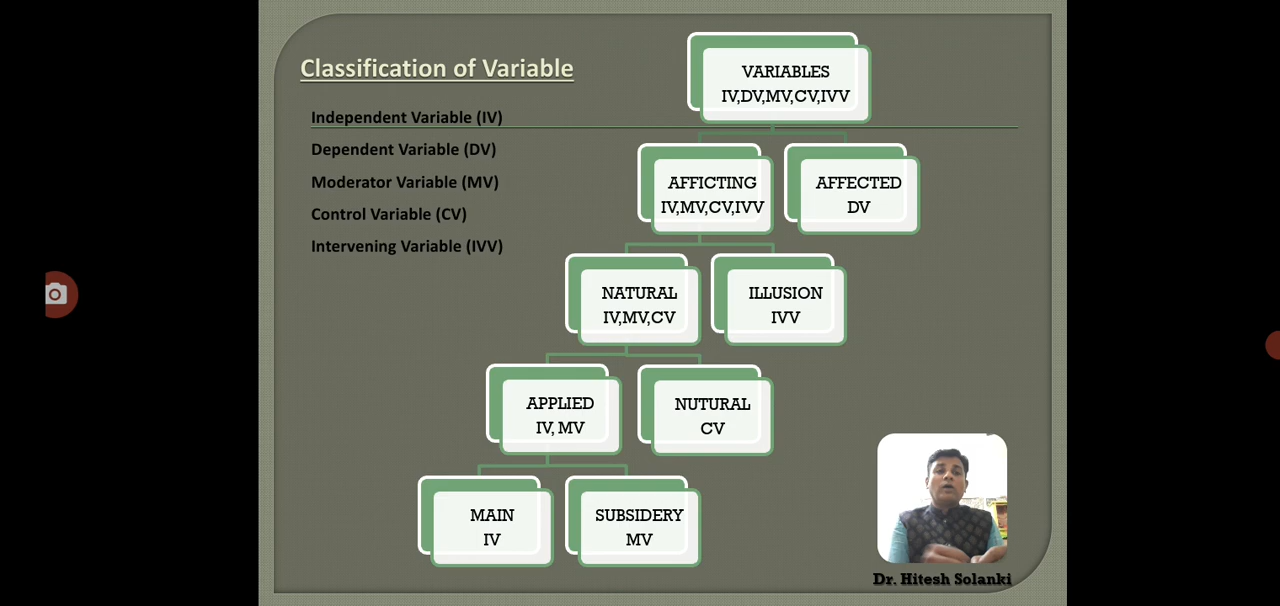 Classification of Variable
Independent Variable (IV)
Dependent Variable (DV)
Moderator Variable (MV)
Control Variable (CV)
Intervening Variable (IVV)
VARIABLES
IV,DV,MV,CV,IVV
AFFICTING
IV,MV,CV,IVV
AFFECTED
DV
NATURAL
IV,MV,CV
ILLUSION
IVV
APPLIED
IV, MV
NUTURAL
CV
MAIN
IV
SUBSIDERY
MV
Dr. Hitesh Solanki